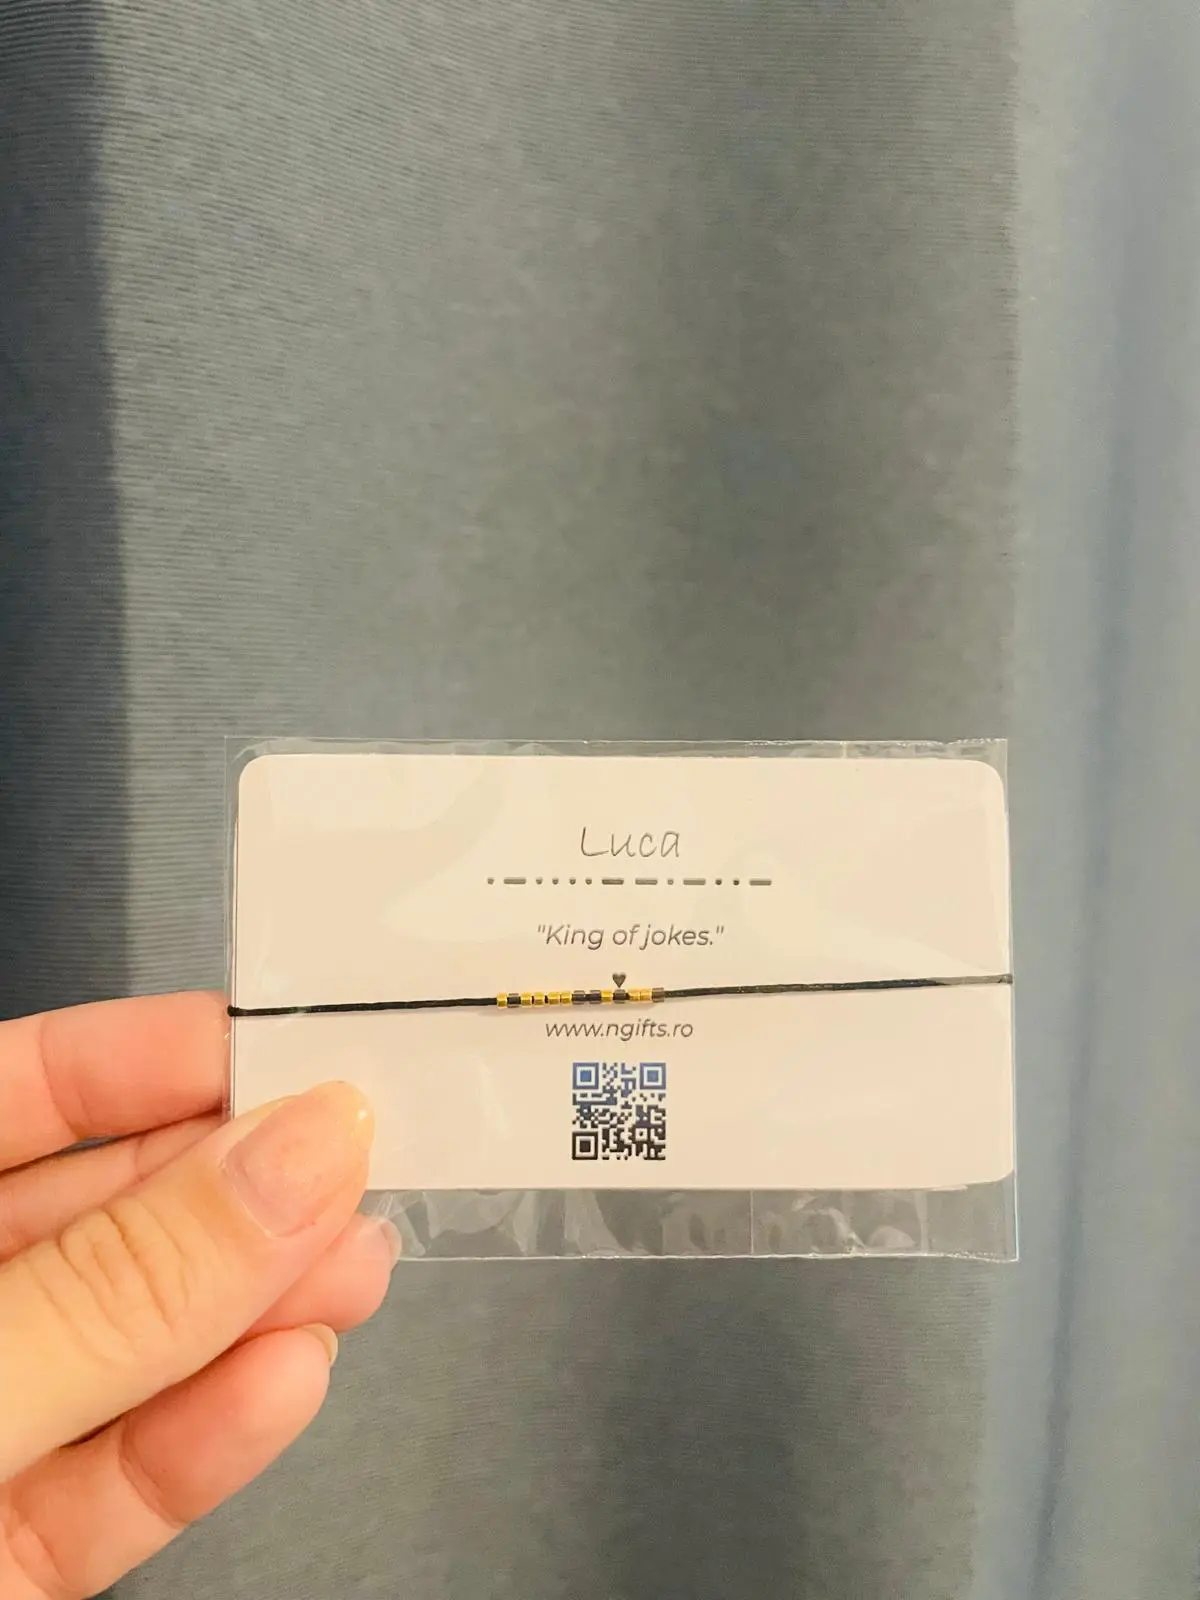 Luca
"King of jokes."
www.ngifts.ro